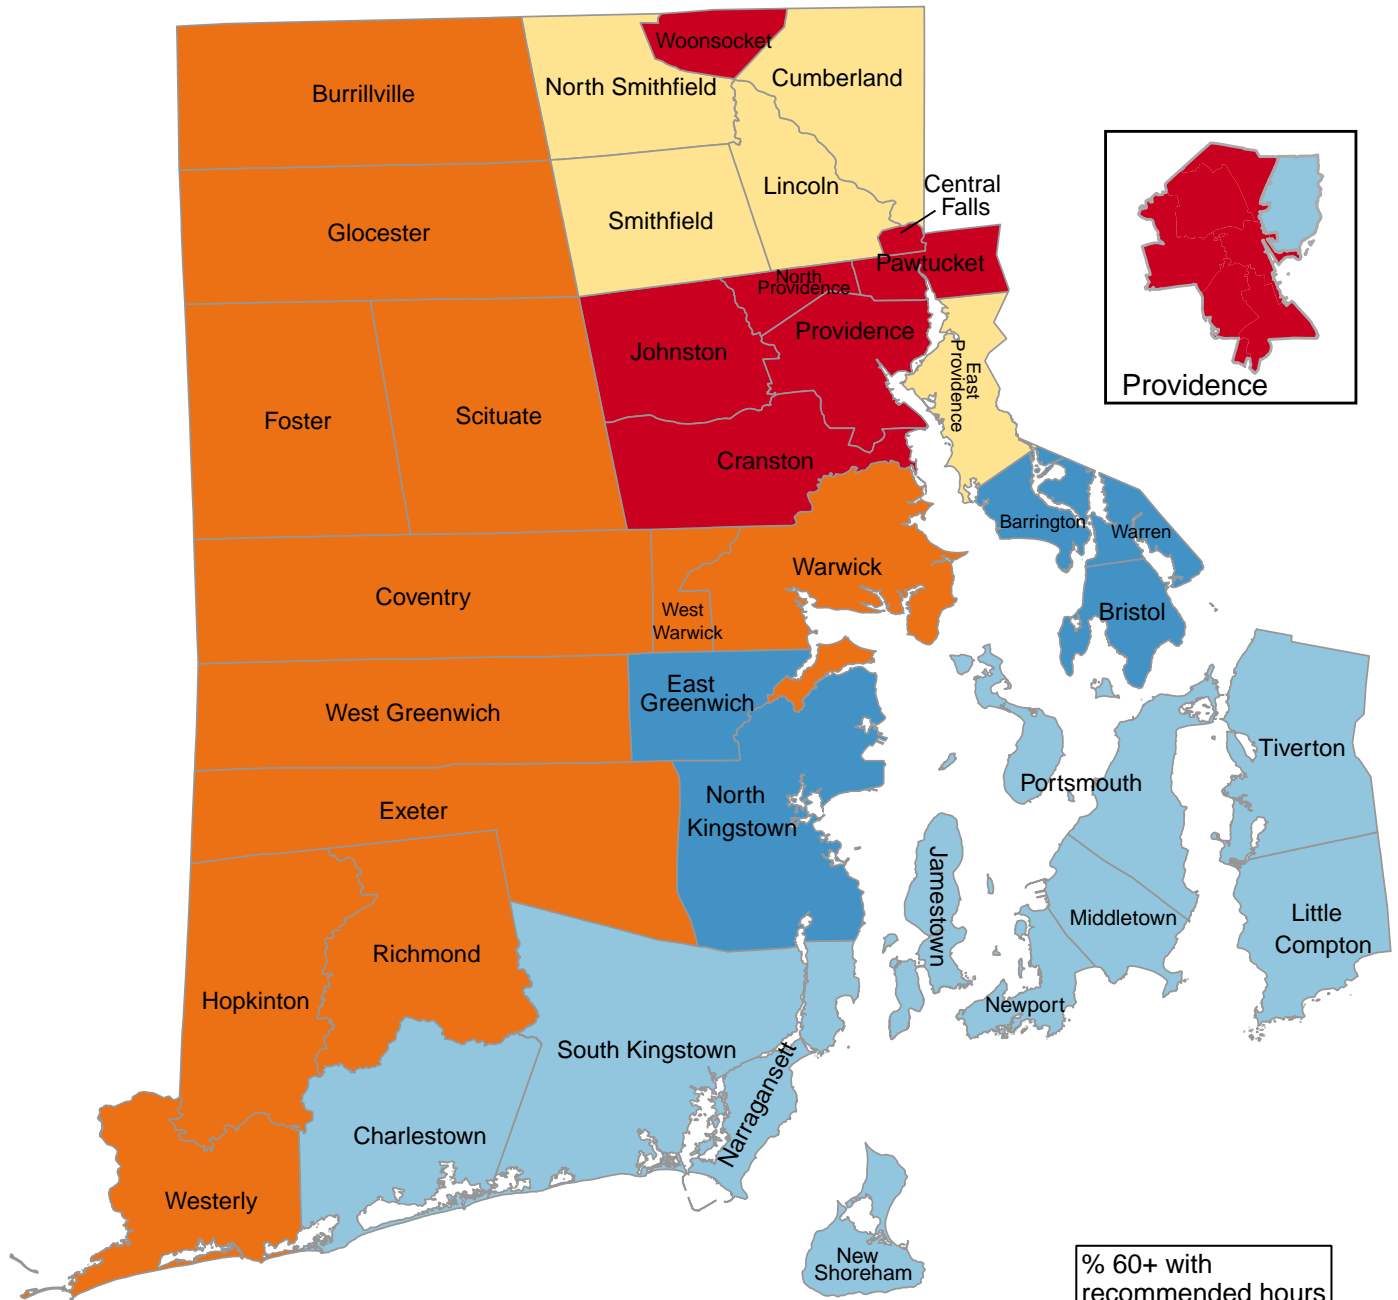 Woonsocket
Burrillville
North Smithfield
Cumberland
Lincoln
Central
Falls
Smithfield
Glocester
Pawtucket
North
Providence
Providence
Johnston
East
Providence
Foster
Scituate
Cranston
Providence
Barrington
Warren
Warwick
Coventry
West
Warwick
Bristol
East
Greenwich
West Greenwich
Tiverton
Portsmouth
North
Kingstown
Exeter
Jamestown
Middletown
Little
Compton
Richmond
Hopkinton
Newport
South Kingstown
Narragansett
Charlestown
Westerly
New
Shoreham
% 60+ with
recommended hours